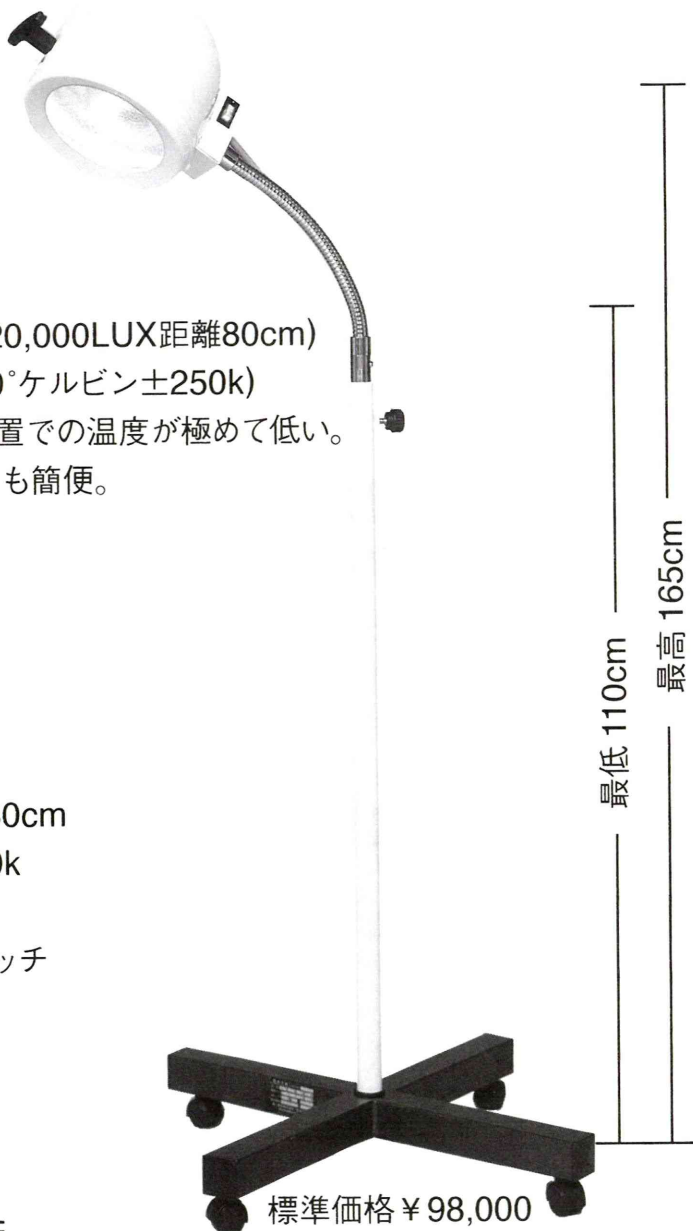 20,000LUX距離80cm)
0°ケルビン±250k)
置での温度が極めて低い。
も簡便。
最低 110cm
最高 165cm
0cm
0k
ッチ
標準価格￥98,000